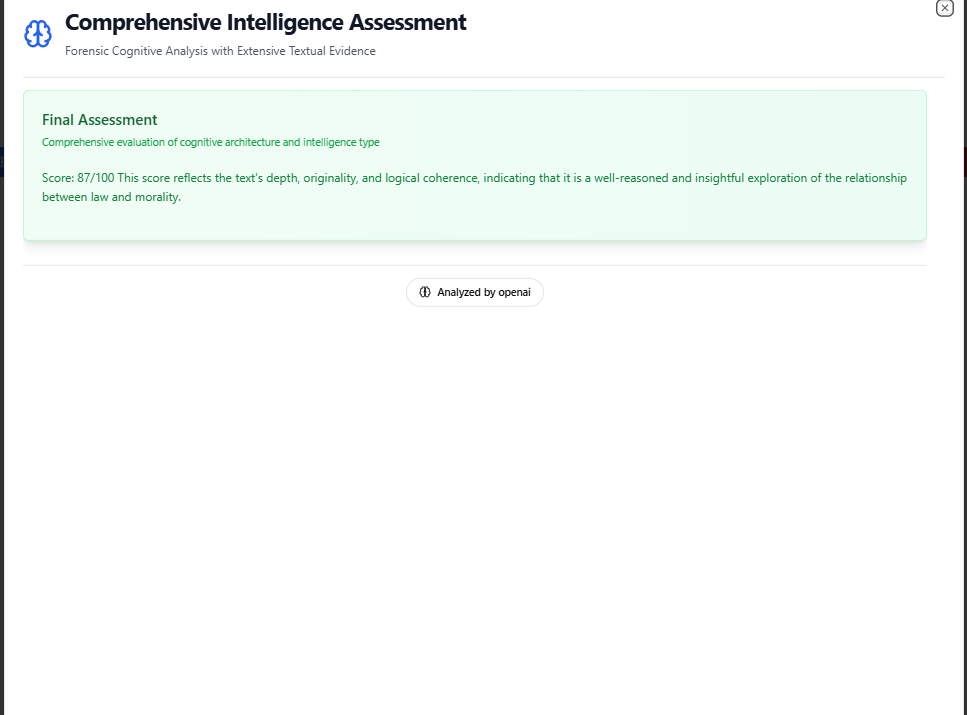 Comprehensive Intelligence Assessment
Forensic Cognitive Analysis with Extensive Textual Evidence
Final Assessment
Comprehensive evaluation of cognitive architecture and intelligence type
Score: 87/100 This score reflects the text's depth, originality, and logical coherence, indicating that it is a well-reasoned and insightful exploration of the relationship
between law and morality.
Analyzed by openai